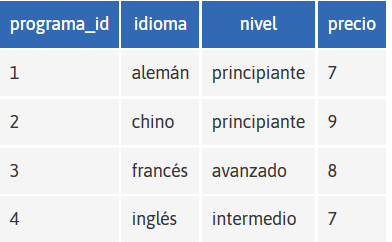 programa_id idioma nivel precio
1 alemán principiante 7
2 chino principiante 9
3 francés avanzado 8
4 inglés intermedio 7